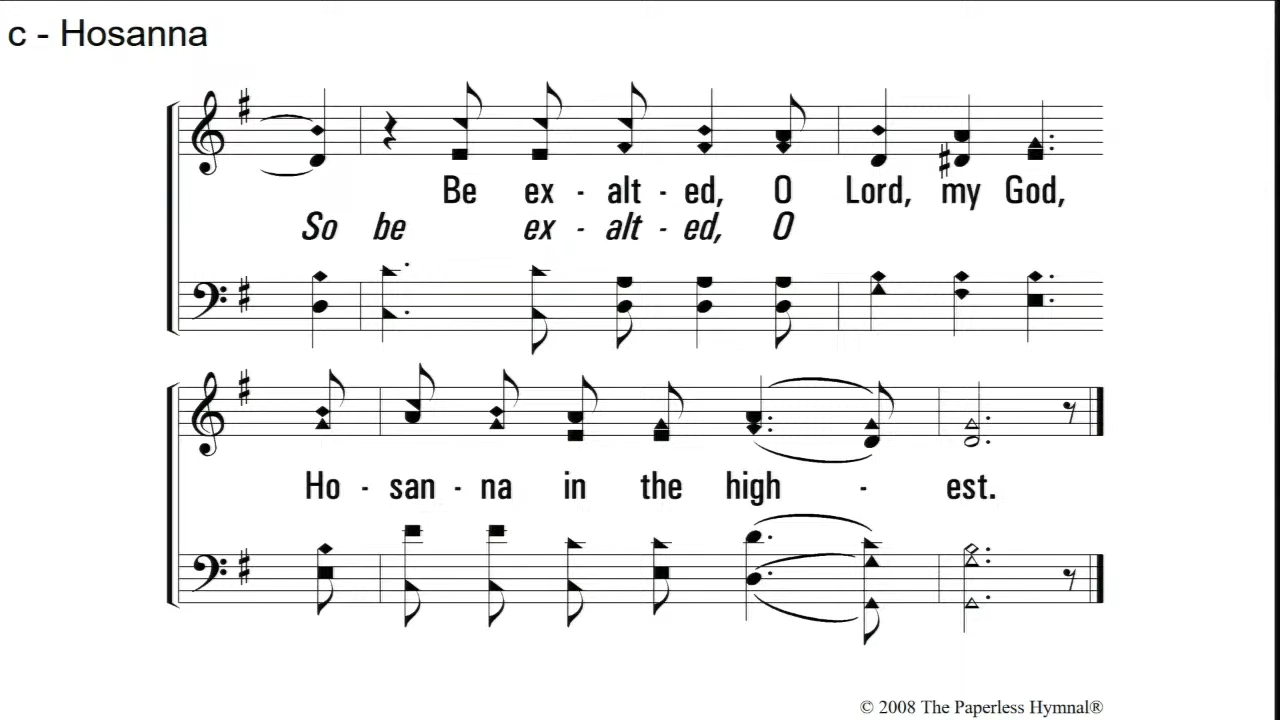 c - Hosanna
Be ex - alt - ed, O Lord, my God,
So be ex - alt - ed, O
Ho - san - na in the high - est.
© 2008 The Paperless Hymnal®